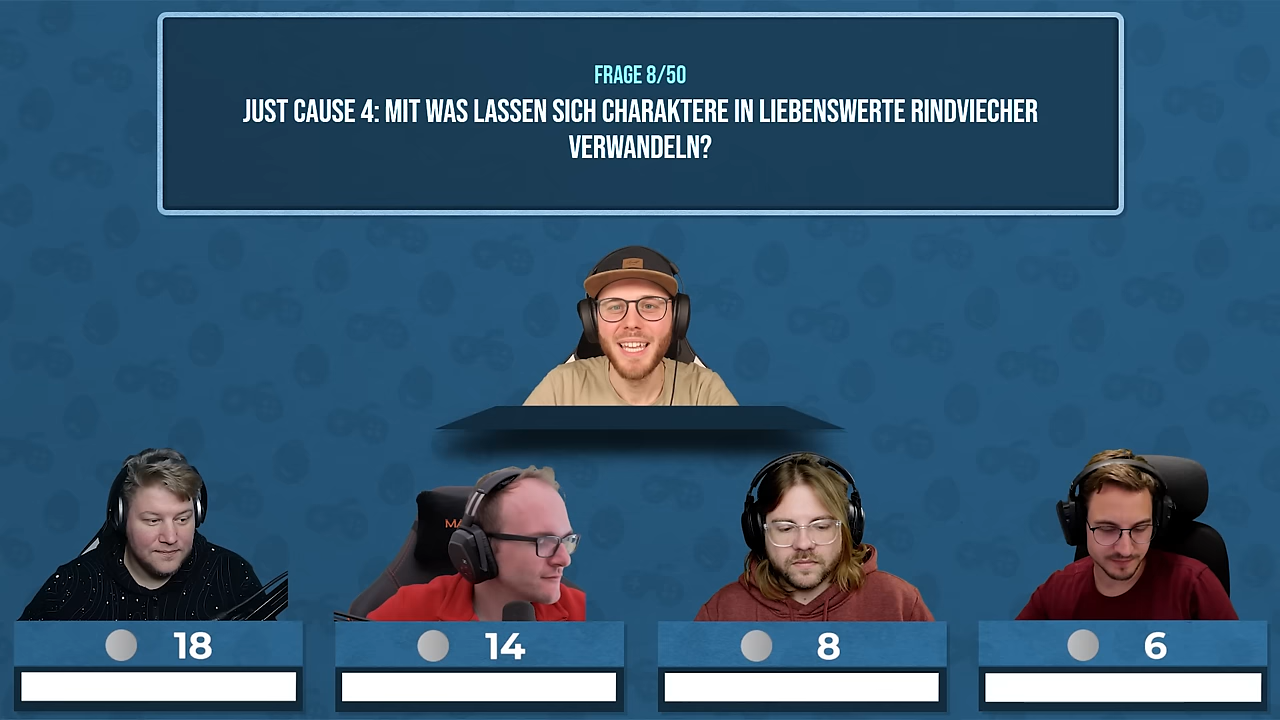 FRAGE 8/50
JUST CAUSE 4: MIT WAS LASSEN SICH CHARAKTERE IN LIEBENSWERTE RINDVIECHER
VERWANDELN?
18
14
8
6